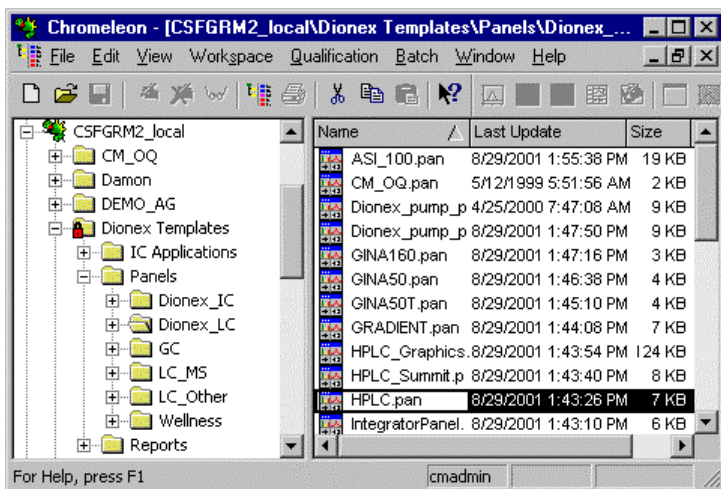 Chromeleon - [CSFGRM2_local\Dionex Templates\Panels\Dionex_...
File Edit View Workspace Qualification Batch Window Help
CSFGRM2_local
CM_OQ
Damon
DEMO_AG
Dionex Templates
IC Applications
Panels
Dionex_IC
Dionex_LC
GC
LC_MS
LC_Other
Wellness
Reports
Name Last Update Size
ASI_100.pan 8/29/2001 1:55:38 PM 19 KB
CM_OQ.pan 5/12/1999 5:51:56 AM 2 KB
Dionex_pump_p 4/25/2000 7:47:08 AM 9 KB
Dionex_pump_p 8/29/2001 1:47:50 PM 9 KB
GINA160.pan 8/29/2001 1:47:16 PM 3 KB
GINA50.pan 8/29/2001 1:46:38 PM 4 KB
GINA50T.pan 8/29/2001 1:45:10 PM 4 KB
GRADIENT.pan 8/29/2001 1:44:08 PM 7 KB
HPLC_Graphics. 8/29/2001 1:43:54 PM 124 KB
HPLC_Summit.p 8/29/2001 1:43:40 PM 8 KB
HPLC.pan 8/29/2001 1:43:26 PM 7 KB
IntegratorPanel. 8/29/2001 1:43:10 PM 6 KB
For Help, press F1
cmadmin